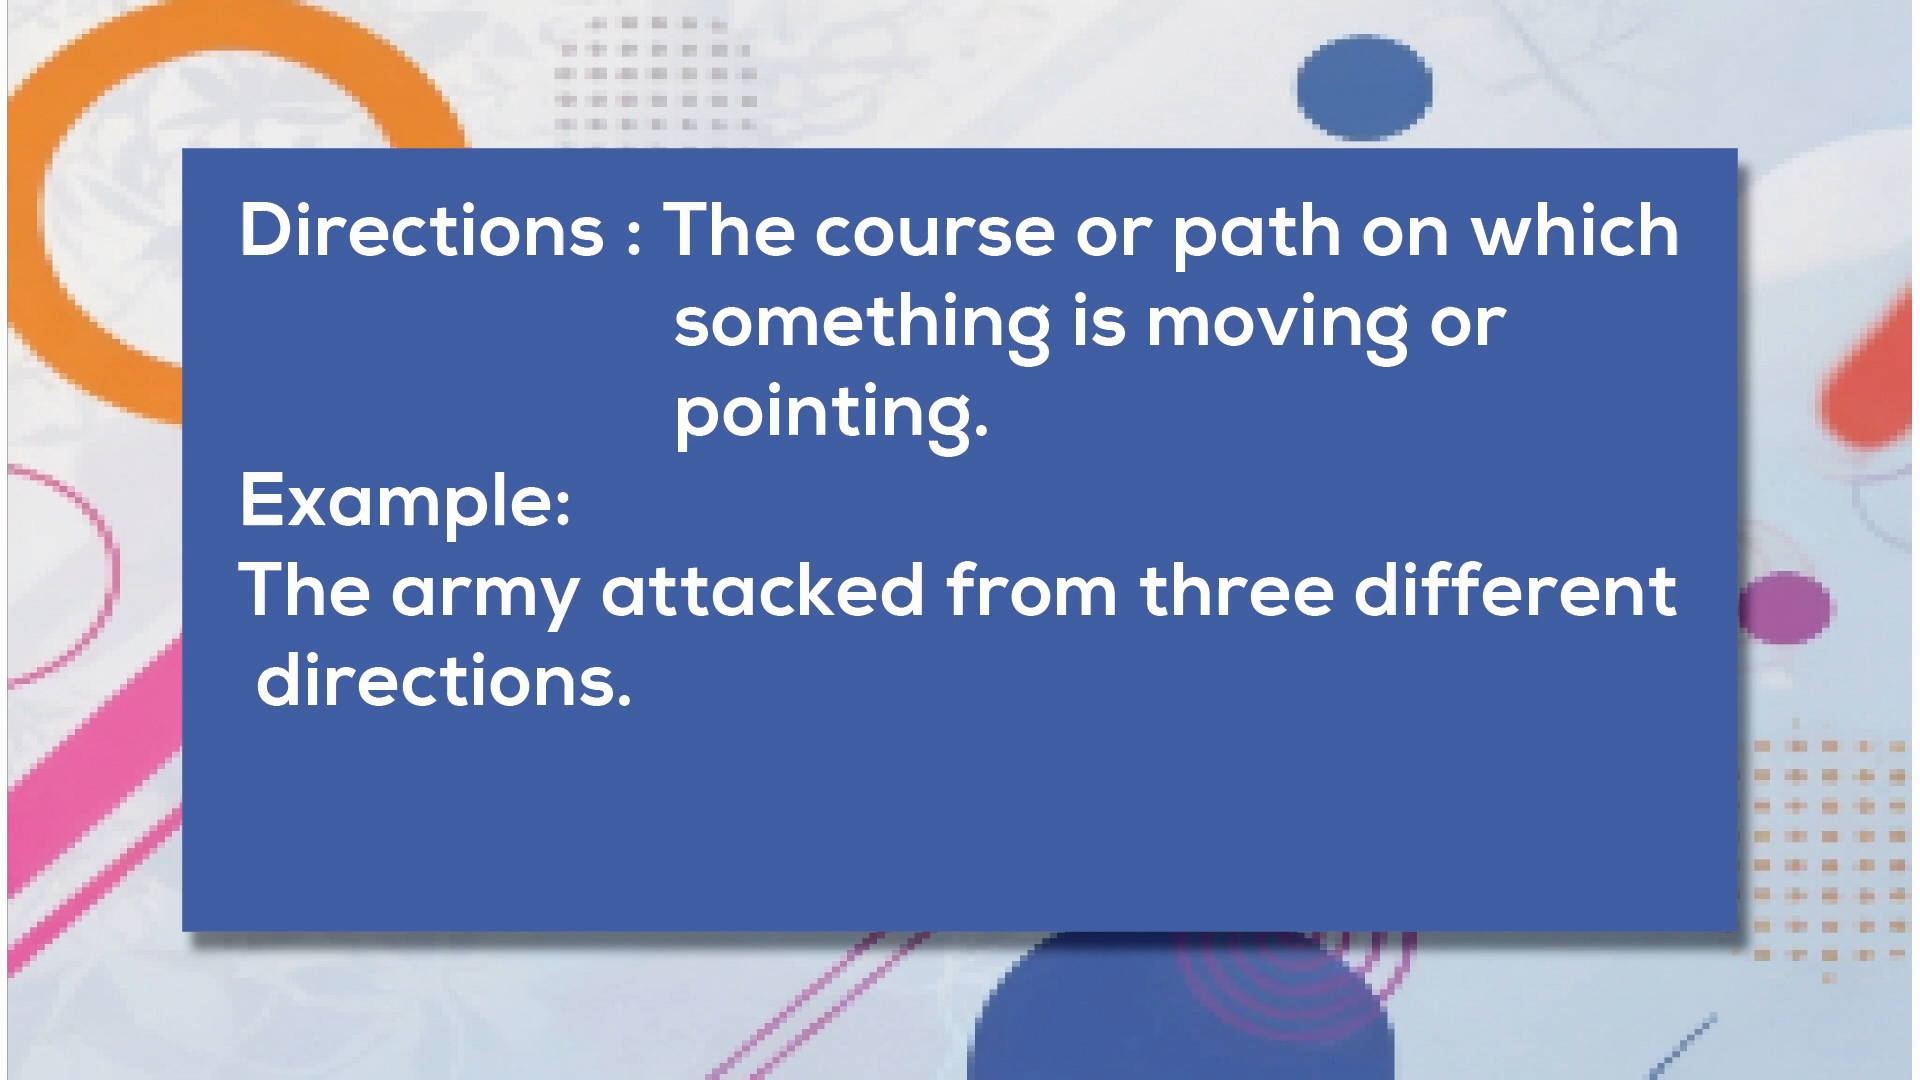 Directions : The course or path on which
something is moving or
pointing.
Example:
The army attacked from three different
directions.